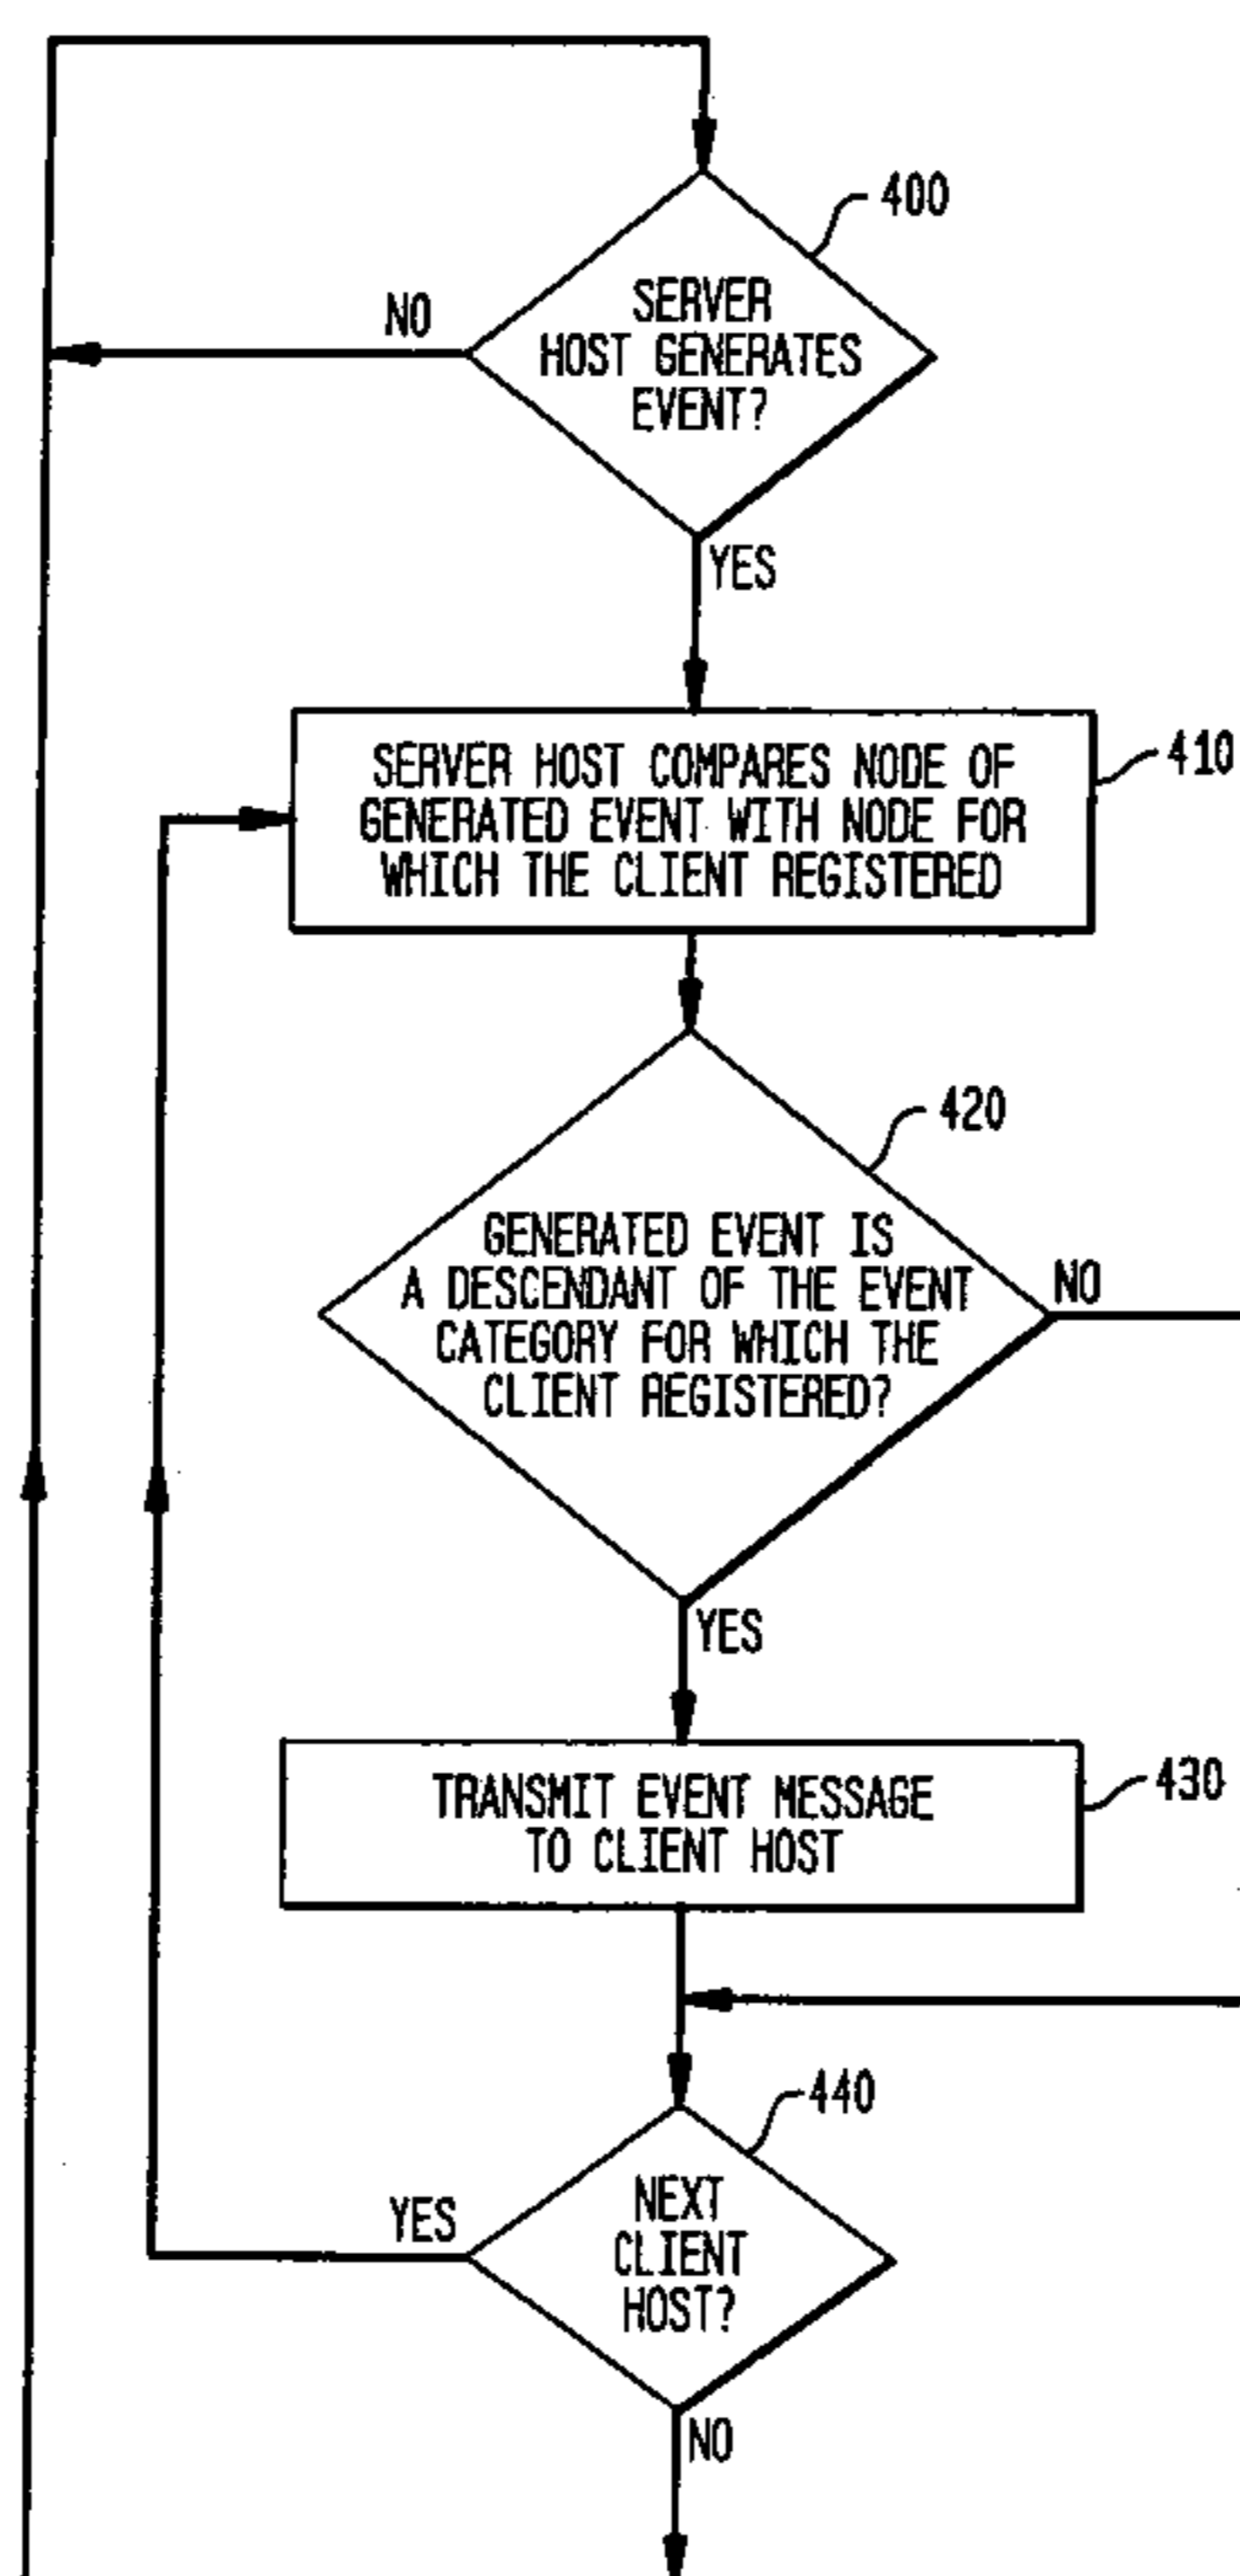 400
SERVER
HOST GENERATES
EVENT?
NO
YES
SERVER HOST COMPARES NODE OF
GENERATED EVENT WITH NODE FOR
WHICH THE CLIENT REGISTERED
410
420
GENERATED EVENT IS
A DESCENDANT OF THE EVENT
CATEGORY FOR WHICH THE
CLIENT REGISTERED?
NO
YES
TRANSMIT EVENT MESSAGE
TO CLIENT HOST
430
440
NEXT
CLIENT
HOST?
YES
NO